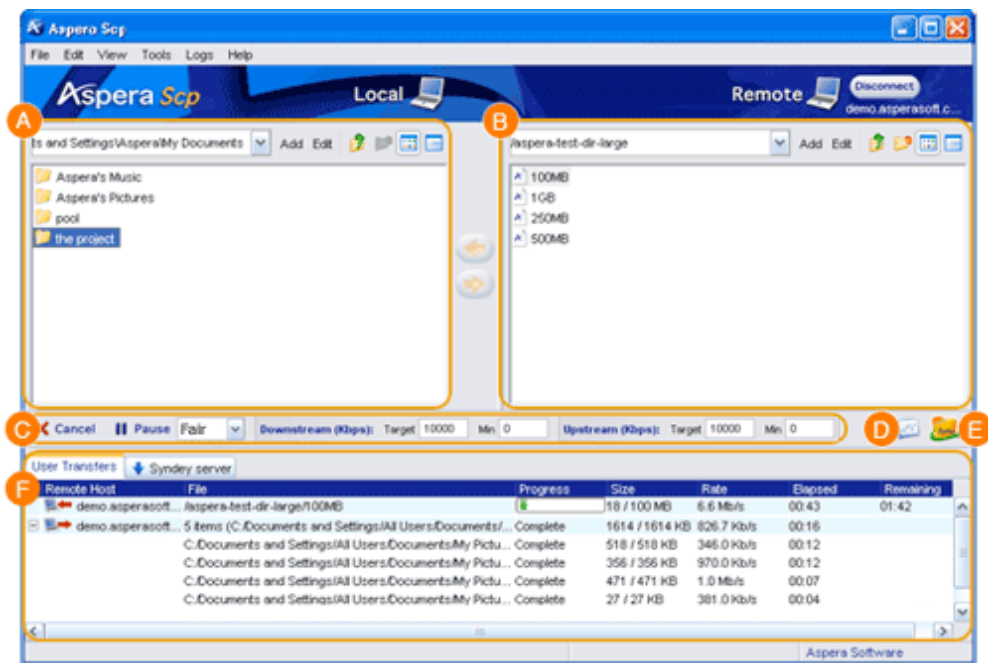 Aspera Scp
File Edit View Tools Logs Help
Aspera Scp Local Remote Disconnect
demo.asperasoft.c...
A B
ts and Settings\Aspera\My Documents Add Edit /aspera-test-dir-large Add Edit
Aspera's Music 100MB
Aspera's Pictures 1GB
pool 250MB
the project 500MB
C Cancel Pause Fair Downstream (Kbps): Target 10000 Min 0 Upstream (Kbps): Target 10000 Min 0 D E
User Transfers Syndey server
F Remote Host File Progress Size Rate Elapsed Remaining
demo.asperasoft... /aspera-test-dir-large/100MB 18 / 100 MB 6.6 Mb/s 00:43 01:42
demo.asperasoft... 5 items (C:/Documents and Settings/All Users/Documents/... Complete 1614 / 1614 KB 826.7 Kb/s 00:16
C:/Documents and Settings/All Users/Documents/My Pictu... Complete 518 / 518 KB 346.0 Kb/s 00:12
C:/Documents and Settings/All Users/Documents/My Pictu... Complete 356 / 356 KB 970.0 Kb/s 00:12
C:/Documents and Settings/All Users/Documents/My Pictu... Complete 471 / 471 KB 1.0 Mb/s 00:07
C:/Documents and Settings/All Users/Documents/My Pictu... Complete 27 / 27 KB 381.0 Kb/s 00:04
Aspera Software